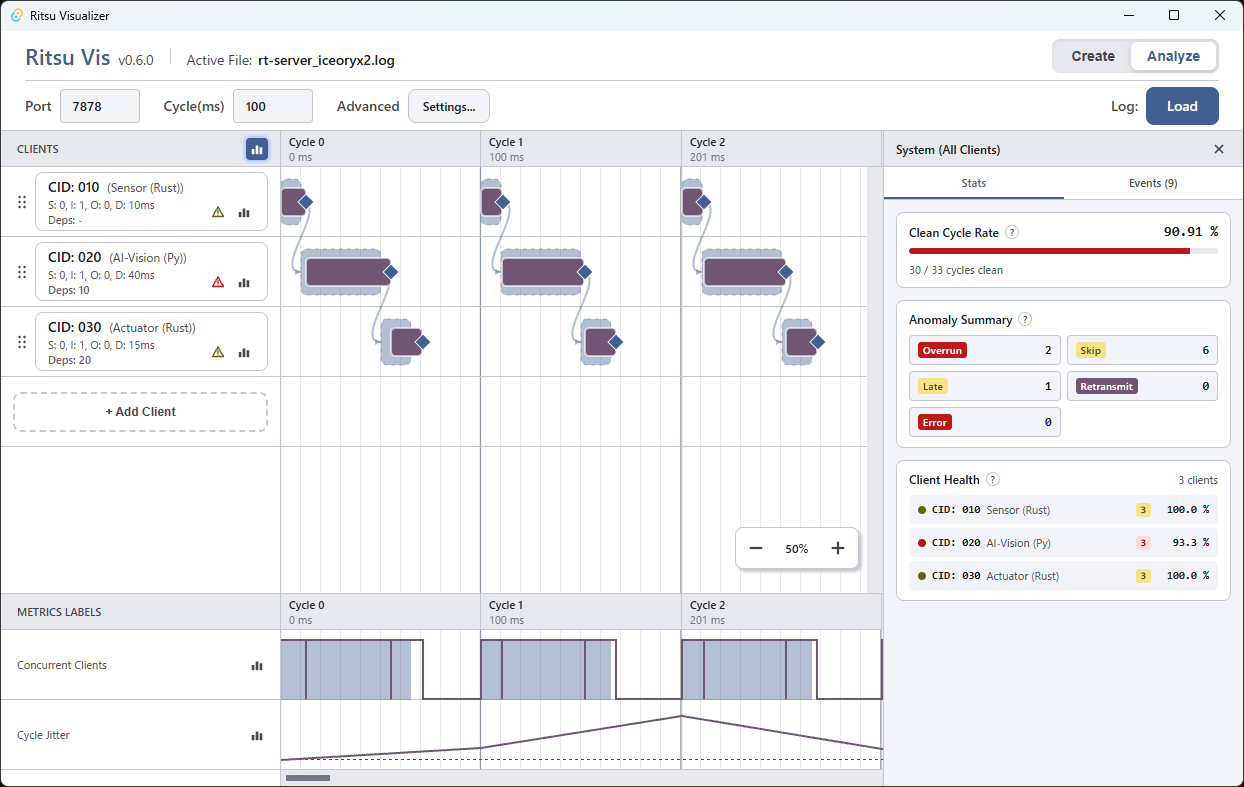 Ritsu Visualizer
Ritsu Vis v0.6.0 Active File: rt-server_iceoryx2.log
Create Analyze
Port 7878 Cycle(ms) 100 Advanced Settings... Log: Load
CLIENTS
Cycle 0
0 ms
Cycle 1
100 ms
Cycle 2
201 ms
CID: 010 (Sensor (Rust))
S: 0, I: 1, O: 0, D: 10ms
Deps: -
CID: 020 (AI-Vision (Py))
S: 0, I: 1, O: 0, D: 40ms
Deps: 10
CID: 030 (Actuator (Rust))
S: 0, I: 1, O: 0, D: 15ms
Deps: 20
+ Add Client
50%
METRICS LABELS
Cycle 0
0 ms
Cycle 1
100 ms
Cycle 2
201 ms
Concurrent Clients
Cycle Jitter
System (All Clients)
Stats Events (9)
Clean Cycle Rate ? 90.91 %
30 / 33 cycles clean
Anomaly Summary ?
Overrun 2 Skip 6
Late 1 Retransmit 0
Error 0
Client Health ? 3 clients
CID: 010 Sensor (Rust) 3 100.0 %
CID: 020 AI-Vision (Py) 3 93.3 %
CID: 030 Actuator (Rust) 3 100.0 %